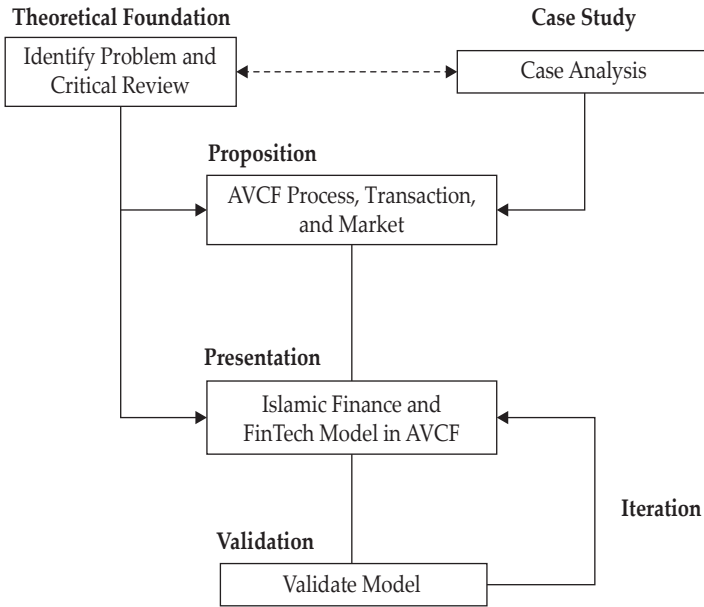 Theoretical Foundation
Case Study
Identify Problem and
Critical Review
Case Analysis
Proposition
AVCF Process, Transaction,
and Market
Presentation
Islamic Finance and
FinTech Model in AVCF
Iteration
Validation
Validate Model